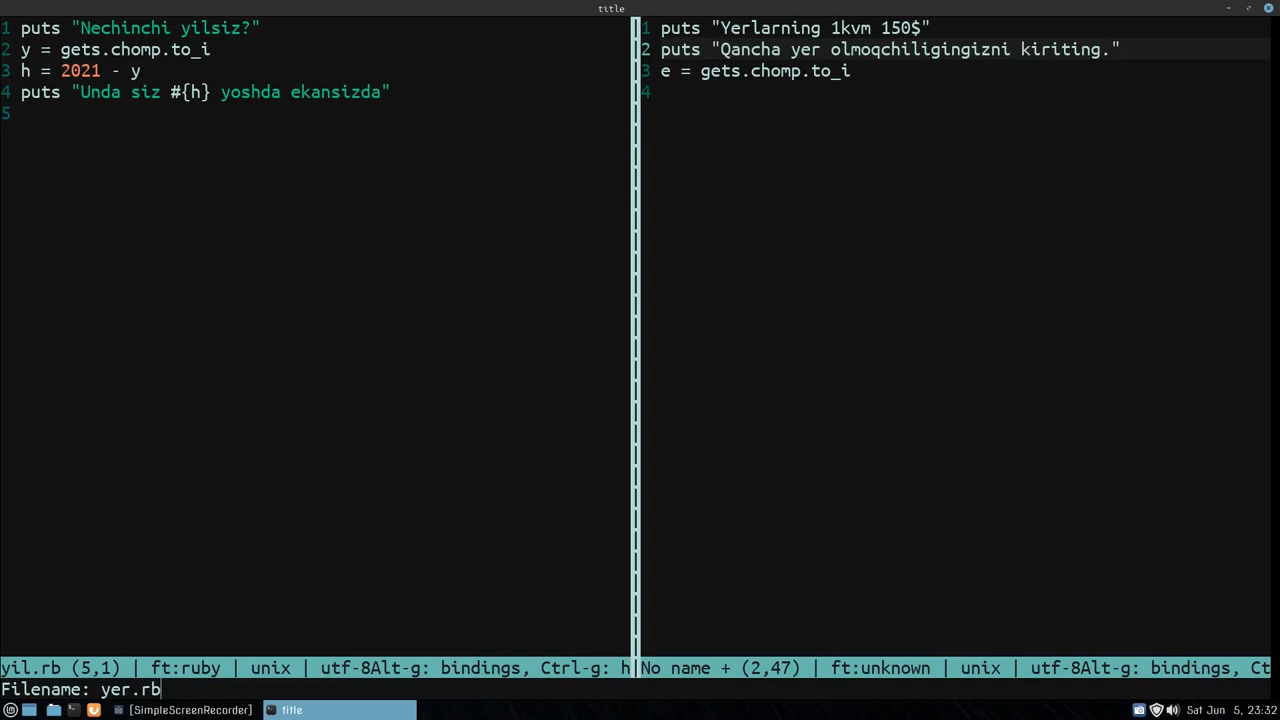 title
1 puts "Nechinchi yilsiz?"
2 y = gets.chomp.to_i
3 h = 2021 - y
4 puts "Unda siz #{h} yoshda ekansizda"
5
1 puts "Yerlarning 1kvm 150$"
2 puts "Qancha yer olmoqchiligingizni kiriting."
3 e = gets.chomp.to_i
4
yil.rb (5,1) | ft:ruby | unix | utf-8Alt-g: bindings, Ctrl-g: h
No name + (2,47) | ft:unknown | unix | utf-8Alt-g: bindings, Ct
Filename: yer.rb
[SimpleScreenRecorder]
title
Sat Jun 5, 23:32